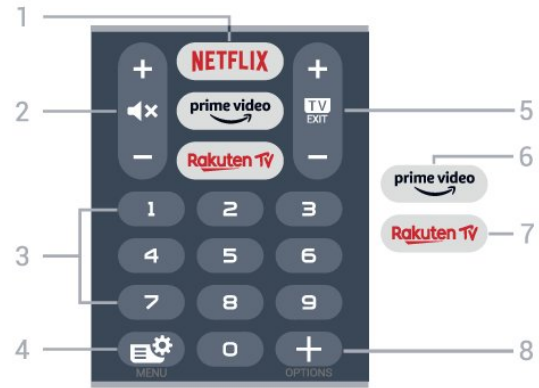 1
+ NETFLIX +
2 prime video TV EXIT 5
- Rakuten TV -
6
prime video
1 2 3
Rakuten TV 7
3 4 5 6
7 8 9
4 0 + 8
MENU OPTIONS